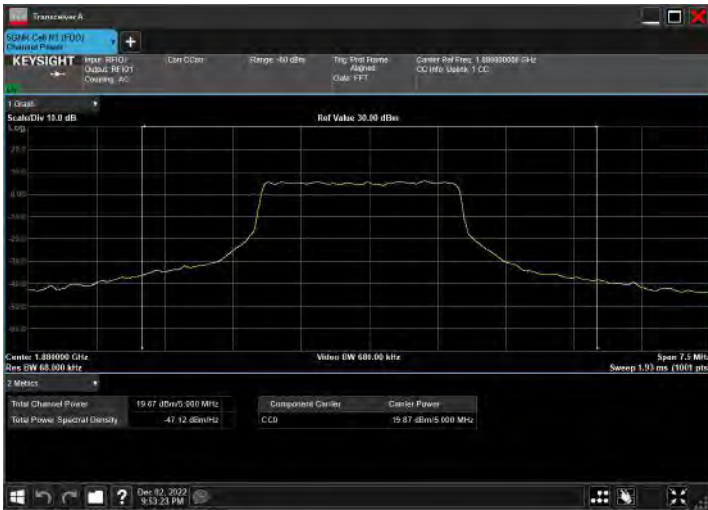 Transceiver A
5GNR Cell N1 (FDD)
Channel Power
+
KEYSIGHT
Input: RFIO1
Output: RFIO1
Coupling: AC
Corr CCorr
Range: -60 dBm
Trig: Prot Frame
Aligned
Gate: FFT
Carrier Ref Freq: 1.880000000 GHz
CC Info: Uplink, 1 CC
1 Graph
Scale/Div 10.0 dB
Ref Value 30.00 dBm
Log
Center 1.880000 GHz
Video BW 680.00 kHz
Span 7.5 MHz
Res BW 68.000 kHz
Sweep 1.93 ms (1001 pts
2 Metrics
Total Channel Power
19.87 dBm/5.000 MHz
Total Power Spectral Density
-47.12 dBm/Hz
Component Carrier
Carrier Power
CC0
19.87 dBm/5.000 MHz
?
Dec 02, 2022
9:53:23 PM